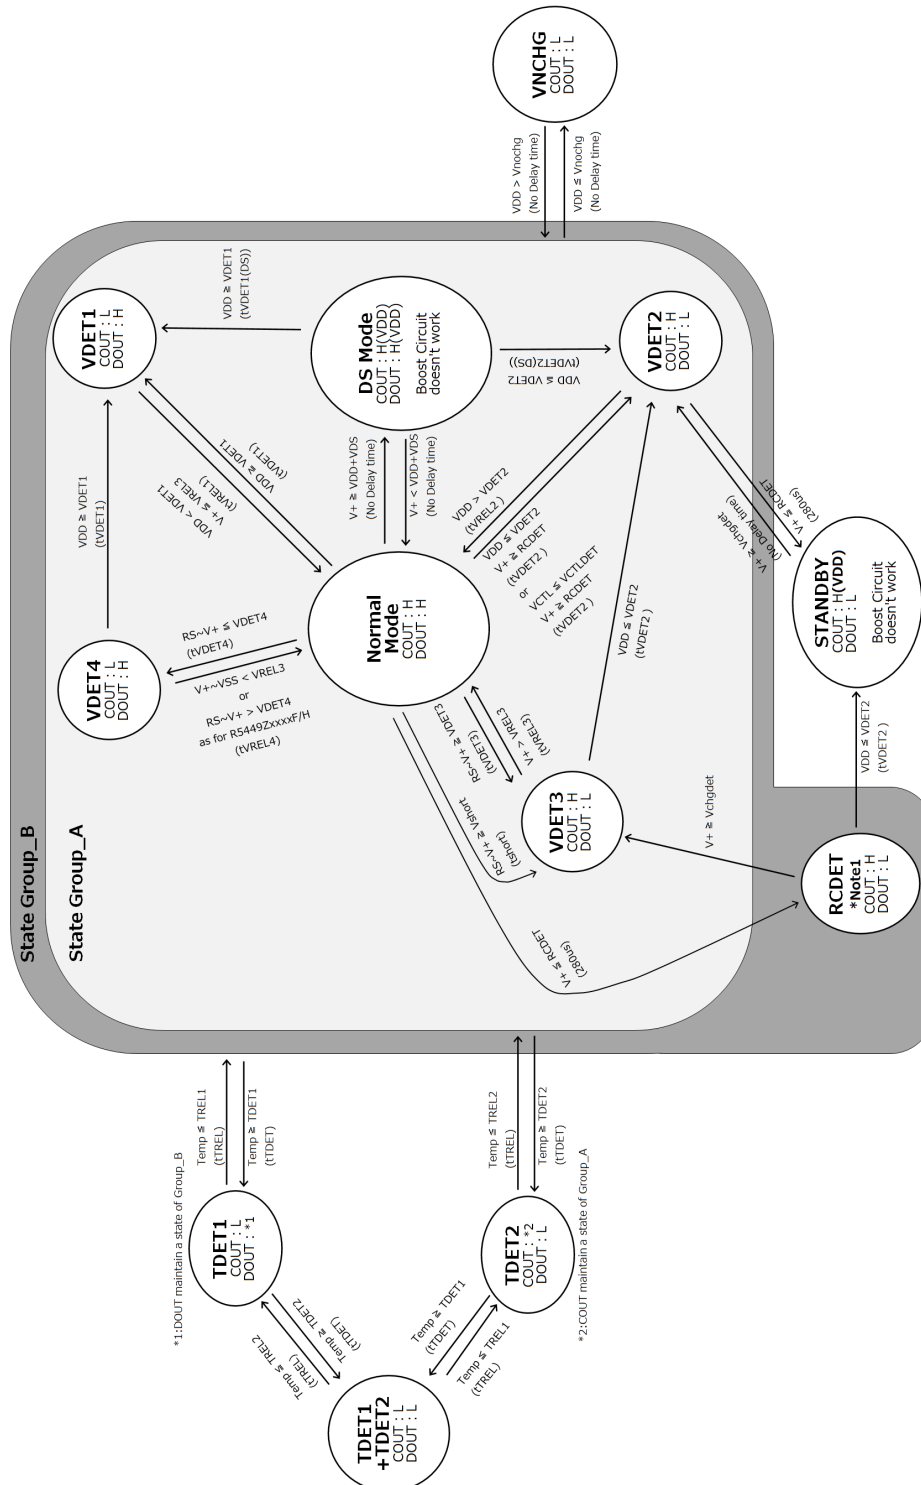 State Group_B
State Group_A
VNCHG
COUT : L
DOUT : L
VDD > Vnochg
(No Delay time)
VDD ≦ Vnochg
(No Delay time)
VDET1
COUT : L
DOUT : H
VDD ≧ VDET1
(tVDET1(DS))
DS Mode
COUT : H(VDD)
DOUT : H(VDD)
Boost Circuit
doesn't work
VDD ≦ VDET2
(tVDET2(DS))
VDET2
COUT : H
DOUT : L
VDD ≧ VDET1
(tVDET1)
VDD < VDET1
V+ ≦ VREL3
(tVREL1)
VDD ≧ VDET1
(tVDET1)
V+ ≧ VDD+VDS
(No Delay time)
V+ < VDD+VDS
(No Delay time)
VDD > VDET2
(tVREL2 )
VDD ≦ VDET2
V+ ≧ RCDET
(tVDET2 )
or
VCTL ≦ VCTLDET
V+ ≧ RCDET
(tVDET2 )
V+ ≧ Vchgdet
(No Delay time)
V+ ≦ RCDET
(280us)
VDET4
COUT : L
DOUT : H
RS~V+ ≦ VDET4
(tVDET4)
V+~VSS < VREL3
or
RS~V+ > VDET4
as for R5449ZxxxxF/H
(tVREL4)
Normal
Mode
COUT : H
DOUT : H
RS~V+ ≧ VDET3
(tVDET3)
V+ > VREL3
(tVREL3)
VDD ≦ VDET2
(tVDET2 )
STANDBY
COUT : H(VDD)
DOUT : L
Boost Circuit
doesn't work
VDD ≦ VDET2
(tVDET2 )
RS~V+ ≧ Vshort
(tshort)
VDET3
COUT : H
DOUT : L
V+ ≧ Vchgdet
V+ ≦ RCDET
(280us)
RCDET
*Note1
COUT : H
DOUT : L
Temp ≦ TREL1
(tTREL)
Temp ≧ TDET1
(tTDET)
Temp ≦ TREL2
(tTREL)
Temp ≧ TDET2
(tTDET)
*1:DOUT maintain a state of Group_B
TDET1
COUT : L
DOUT : *1
TDET2
COUT : *2
DOUT : L
*2:COUT maintain a state of Group_A
Temp ≦ TREL2
(tTREL)
Temp ≧ TDET2
(tTDET)
Temp ≧ TDET1
(tTDET)
Temp ≦ TREL1
(tTREL)
TDET1
+TDET2
COUT : L
DOUT : L